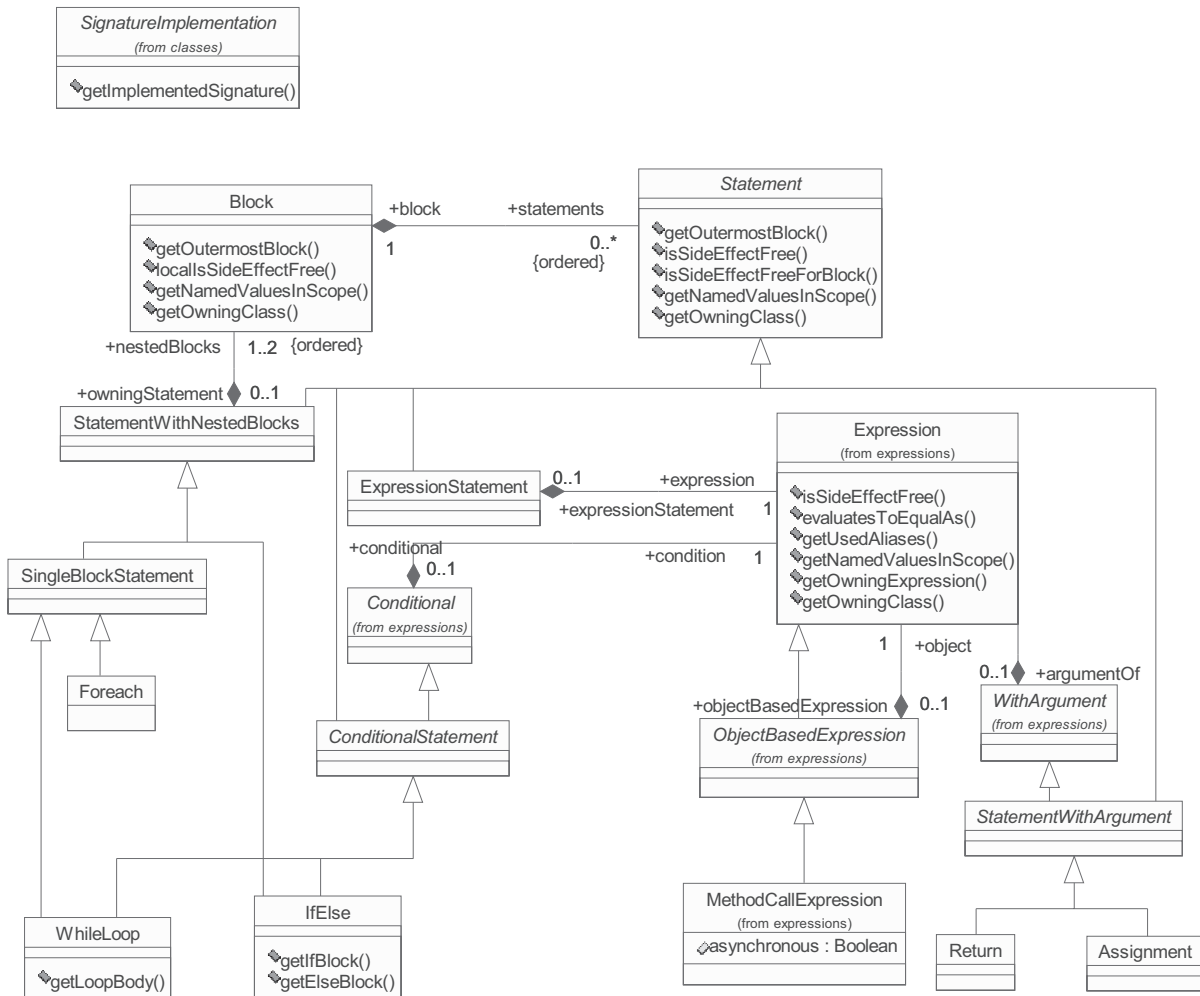 SignatureImplementation
(from classes)
getImplementedSignature()
Block
getOutermostBlock()
localIsSideEffectFree()
getNamedValuesInScope()
getOwningClass()
+block
1
+statements
0..*
{ordered}
Statement
getOutermostBlock()
isSideEffectFree()
isSideEffectFreeForBlock()
getNamedValuesInScope()
getOwningClass()
+nestedBlocks
1..2
{ordered}
+owningStatement
0..1
StatementWithNestedBlocks
ExpressionStatement
0..1
+expression
+expressionStatement
1
Expression
(from expressions)
isSideEffectFree()
evaluatesToEqualAs()
getUsedAliases()
getNamedValuesInScope()
getOwningExpression()
getOwningClass()
+conditional
0..1
+condition
1
SingleBlockStatement
Conditional
(from expressions)
Foreach
1
+object
0..1
+argumentOf
+objectBasedExpression
0..1
WithArgument
(from expressions)
ConditionalStatement
ObjectBasedExpression
(from expressions)
StatementWithArgument
WhileLoop
getLoopBody()
IfElse
getIfBlock()
getElseBlock()
MethodCallExpression
(from expressions)
asynchronous : Boolean
Return
Assignment